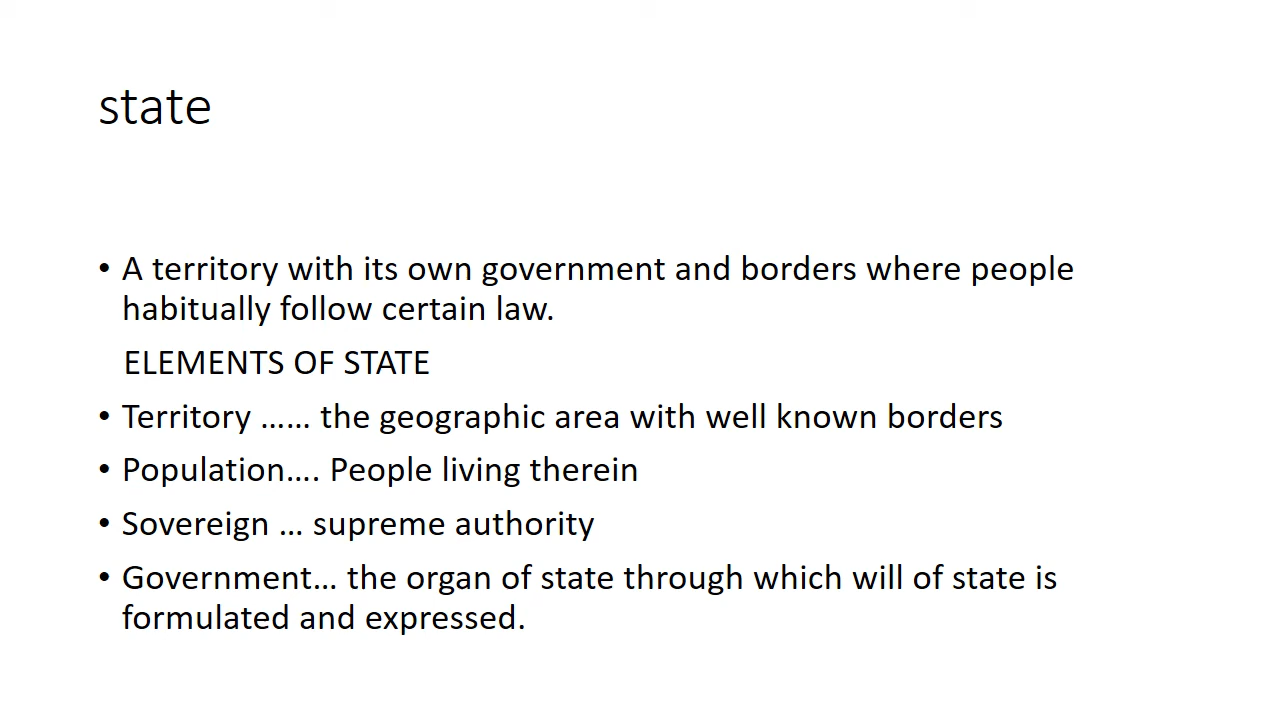 state
• A territory with its own government and borders where people
habitually follow certain law.
ELEMENTS OF STATE
• Territory …… the geographic area with well known borders
• Population…. People living therein
• Sovereign … supreme authority
• Government… the organ of state through which will of state is
formulated and expressed.